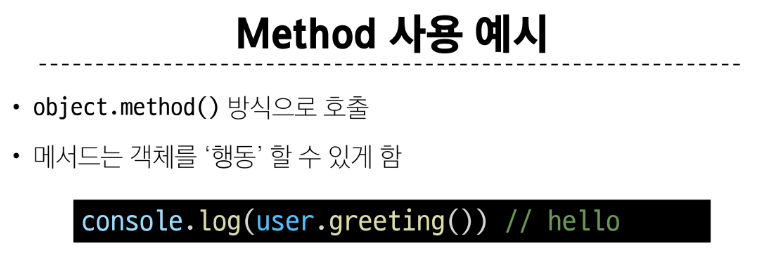 Method 사용 예시
• object.method() 방식으로 호출
• 메서드는 객체를 ‘행동’ 할 수 있게 함
console.log(user.greeting()) // hello